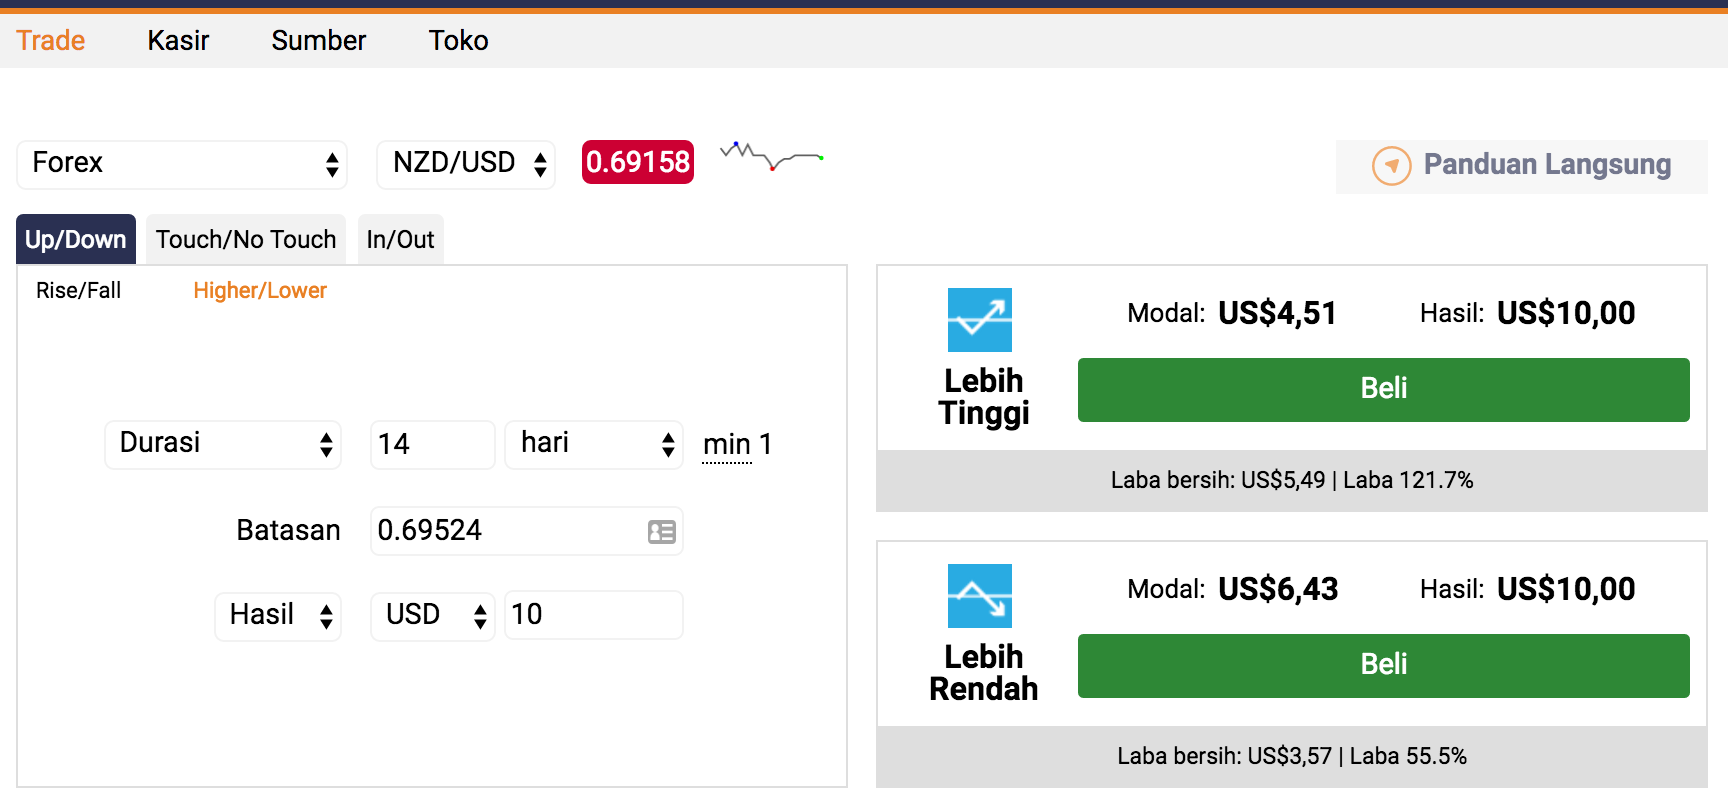 Trade Kasir Sumber Toko
Forex NZD/USD 0.69158 Panduan Langsung
Up/Down Touch/No Touch In/Out
Rise/Fall Higher/Lower
Durasi 14 hari min 1
Batasan 0.69524
Hasil USD 10
Modal: US$4,51 Hasil: US$10,00
Lebih
Tinggi
Beli
Laba bersih: US$5,49 | Laba 121.7%
Modal: US$6,43 Hasil: US$10,00
Lebih
Rendah
Beli
Laba bersih: US$3,57 | Laba 55.5%